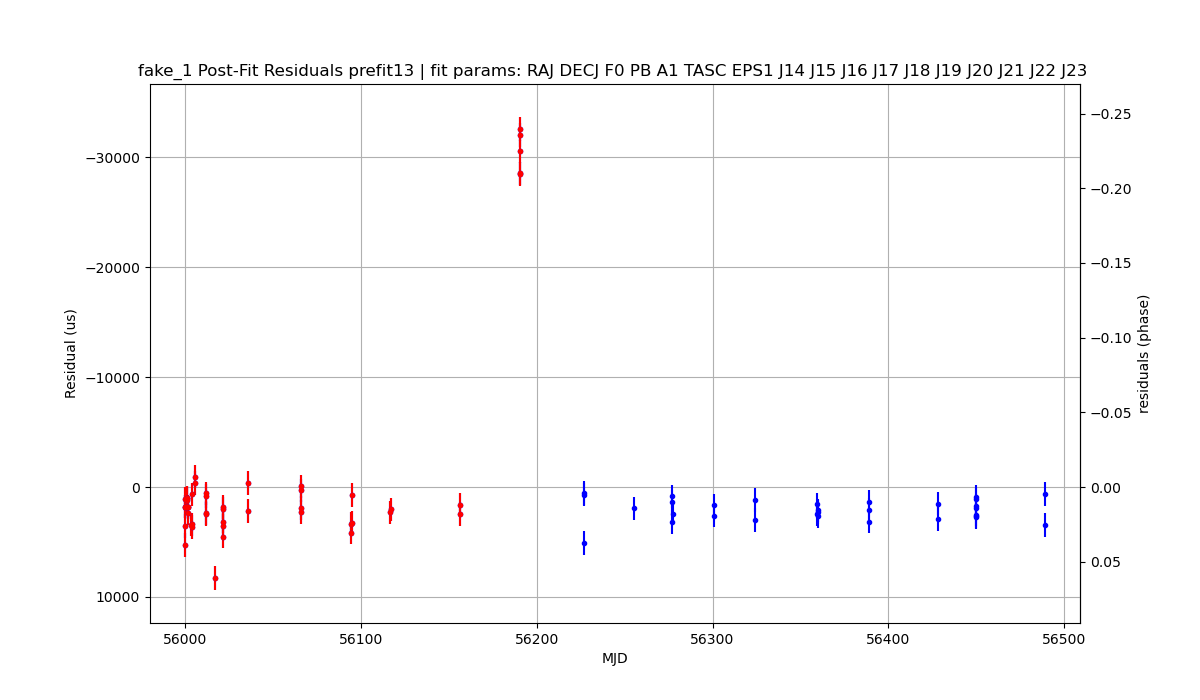 fake_1 Post-Fit Residuals prefit13 | fit params: RAJ DECJ F0 PB A1 TASC EPS1 J14 J15 J16 J17 J18 J19 J20 J21 J22 J23
−0.25
−30000
−0.20
−20000
−0.15
Residual (us)
residuals (phase)
−0.10
−10000
−0.05
0
0.00
0.05
10000
56000 56100 56200 56300 56400 56500
MJD